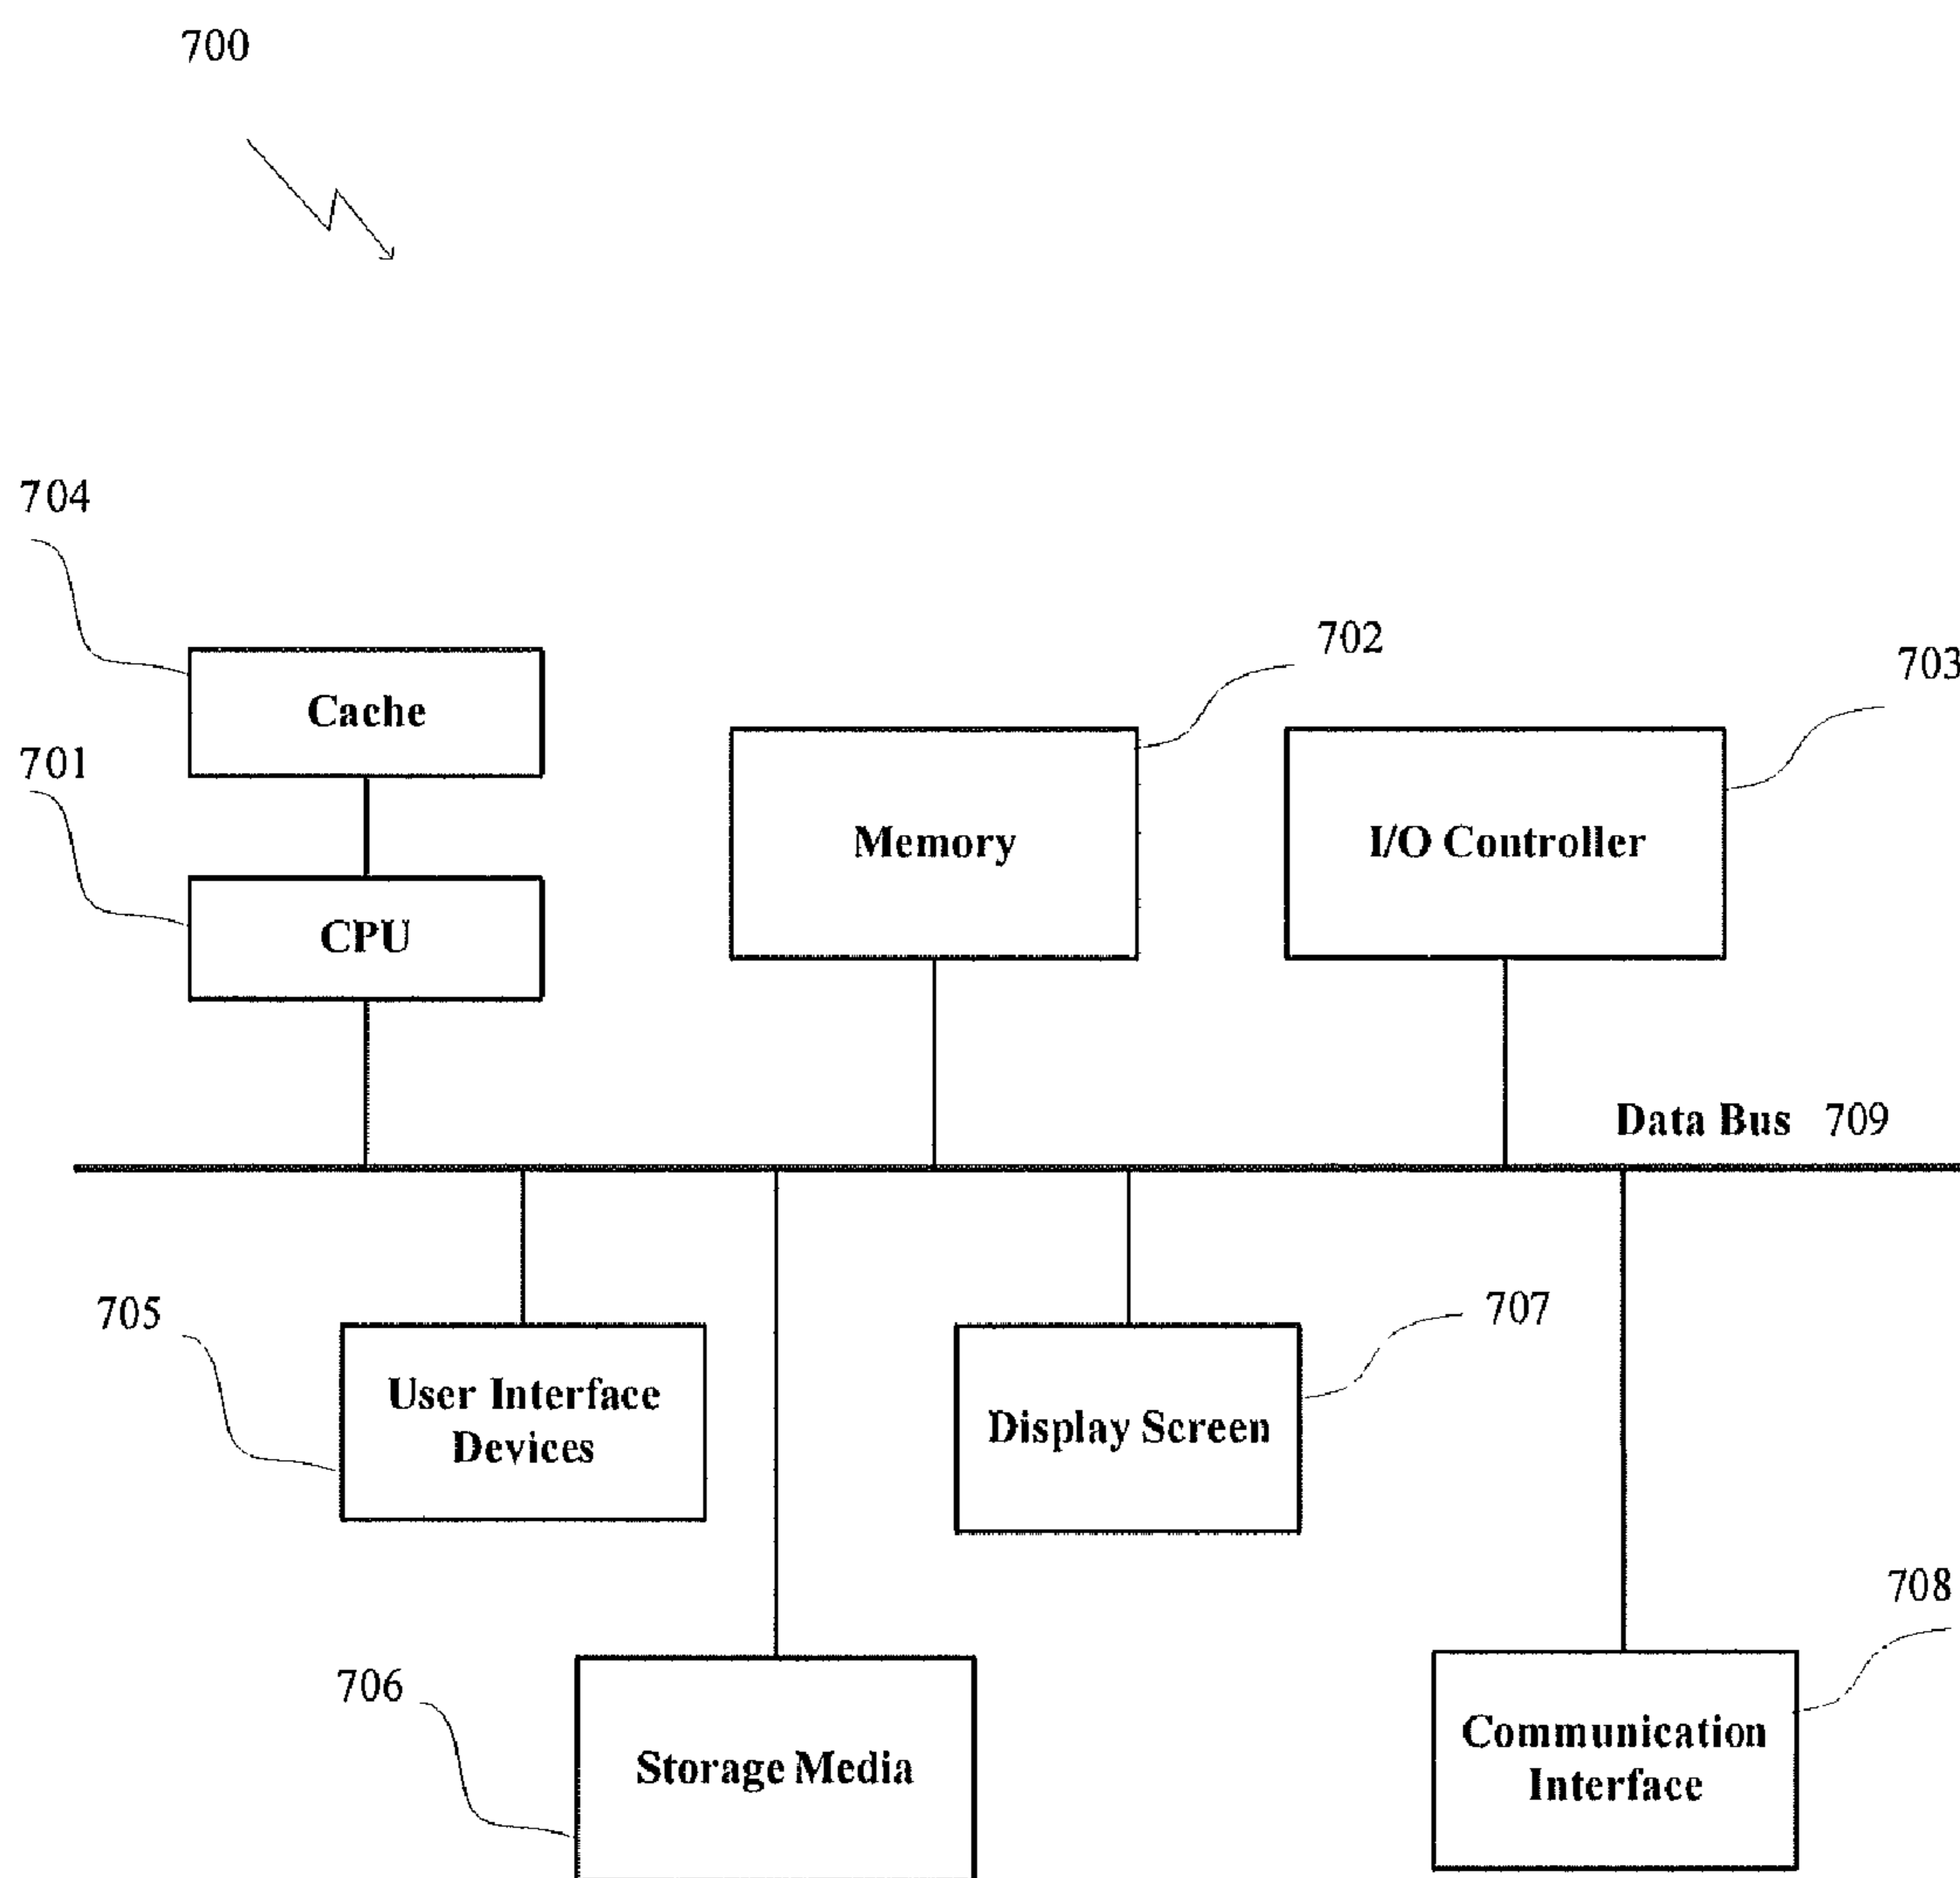 700
704
Cache
702
703
701
CPU
Memory
I/O Controller
Data Bus 709
705
User Interface
Devices
707
Display Screen
708
706
Storage Media
Communication
Interface